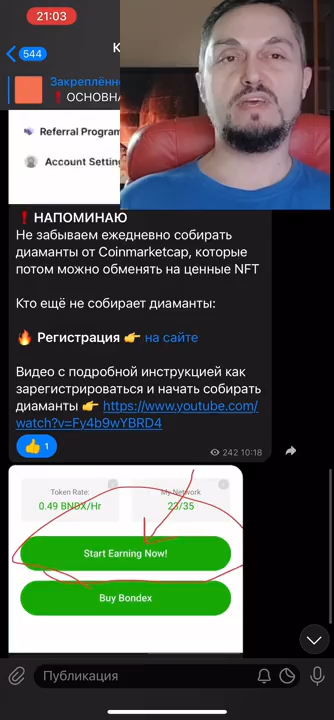 21:03
544
К
Закреплённо
❗ ОСНОВНА
Referral Program
Account Setting
❗ НАПОМИНАЮ
Не забываем ежедневно собирать
диаманты от Coinmarketcap, которые
потом можно обменять на ценные NFT
Кто ещё не собирает диаманты:
🔥 Регистрация 👉 на сайте
Видео с подробной инструкцией как
зарегистрироваться и начать собирать
диаманты 👉 https://www.youtube.com/
watch?v=Fy4b9wYBRD4
👍 1
242 10:18
Token Rate:
0.49 BNDX/Hr
My Network
23/35
Start Earning Now!
Buy Bondex
Публикация